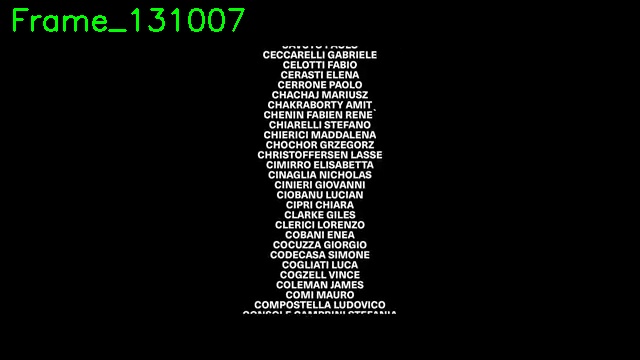 Frame_131007
CECCARELLI GABRIELE
CELOTTI FABIO
CERASTI ELENA
CERRONE PAOLO
CHACHAJ MARIUSZ
CHAKRABORTY AMIT
CHENIN FABIEN RENE`
CHIARELLI STEFANO
CHIERICI MADDALENA
CHOCHOR GRZEGORZ
CHRISTOFFERSEN LASSE
CIMIRRO ELISABETTA
CINAGLIA NICHOLAS
CINIERI GIOVANNI
CIOBANU LUCIAN
CIPRI CHIARA
CLARKE GILES
CLERICI LORENZO
COBANI ENEA
COCUZZA GIORGIO
CODECASA SIMONE
COGLIATI LUCA
COGZELL VINCE
COLEMAN JAMES
COMI MAURO
COMPOSTELLA LUDOVICO